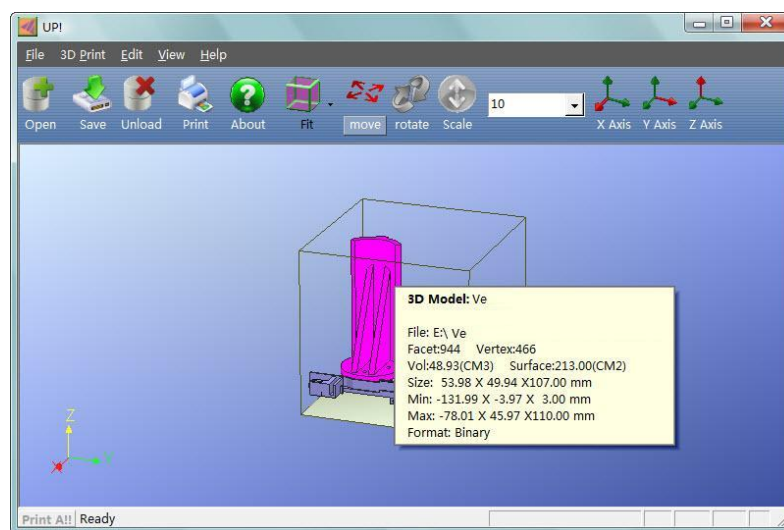 UP!
File 3D Print Edit View Help
Open Save Unload Print About Fit move rotate Scale 10 X Axis Y Axis Z Axis
3D Model: Ve
File: E:\ Ve
Facet:944 Vertex:466
Vol:48.93(CM3) Surface:213.00(CM2)
Size: 53.98 X 49.94 X107.00 mm
Min: -131.99 X -3.97 X 3.00 mm
Max: -78.01 X 45.97 X110.00 mm
Format: Binary
Z
X Y
Print A!! Ready